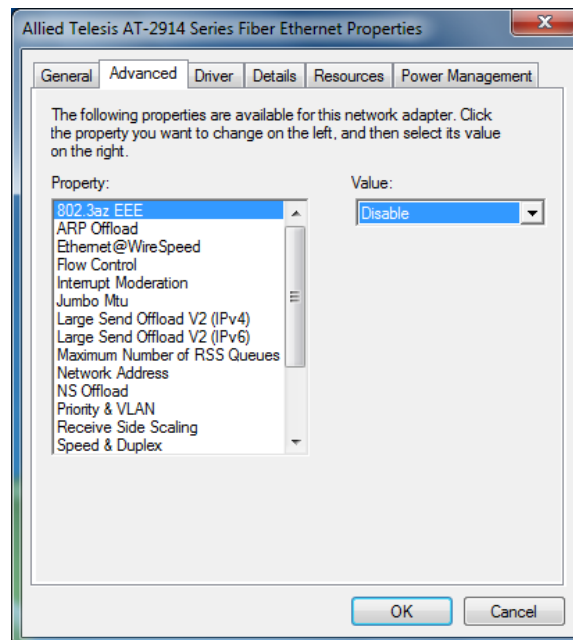 Allied Telesis AT-2914 Series Fiber Ethernet Properties
General
Advanced
Driver
Details
Resources
Power Management
The following properties are available for this network adapter. Click
the property you want to change on the left, and then select its value
on the right.
Property:
Value:
802.3az EEE
Disable
ARP Offload
Ethernet@WireSpeed
Flow Control
Interrupt Moderation
Jumbo Mtu
Large Send Offload V2 (IPv4)
Large Send Offload V2 (IPv6)
Maximum Number of RSS Queues
Network Address
NS Offload
Priority & VLAN
Receive Side Scaling
Speed & Duplex
OK
Cancel